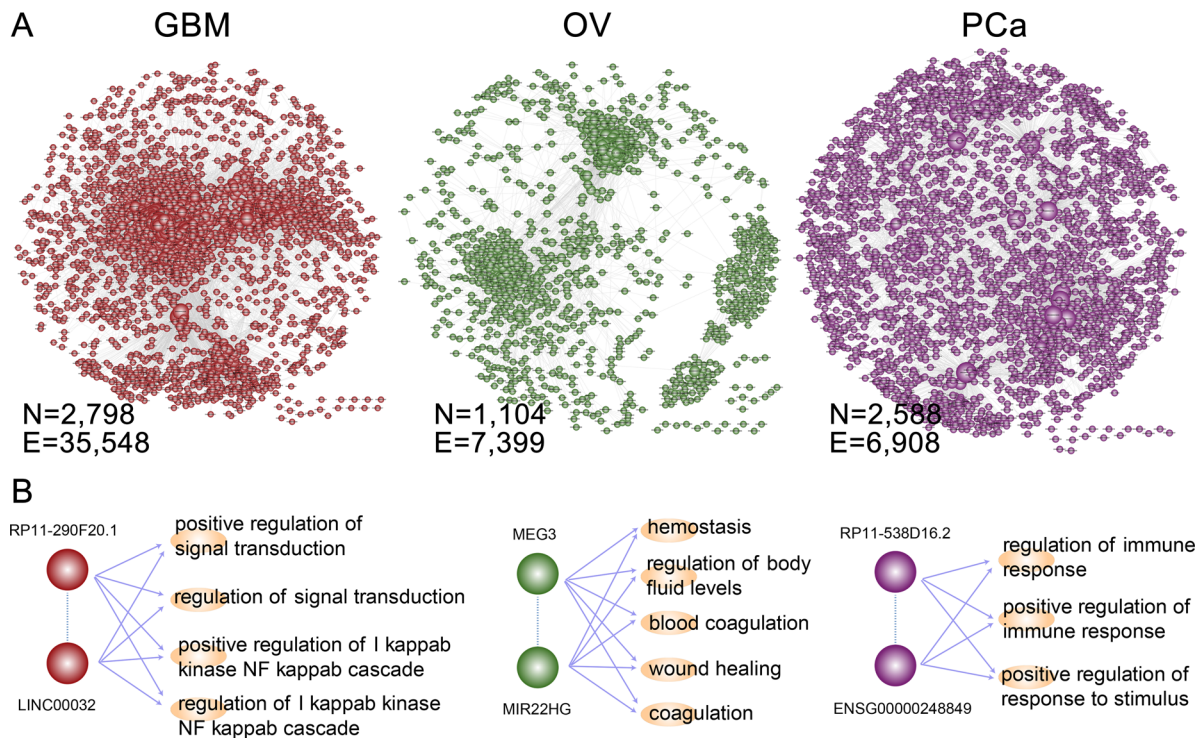 A
GBM
OV
PCa
N=2,798
E=35,548
N=1,104
E=7,399
N=2,588
E=6,908
B
RP11-290F20.1
LINC00032
positive regulation of
signal transduction
regulation of signal transduction
positive regulation of I kappab
kinase NF kappab cascade
regulation of I kappab kinase
NF kappab cascade
MEG3
MIR22HG
hemostasis
regulation of body
fluid levels
blood coagulation
wound healing
coagulation
RP11-538D16.2
ENSG00000248849
regulation of immune
response
positive regulation of
immune response
positive regulation of
response to stimulus